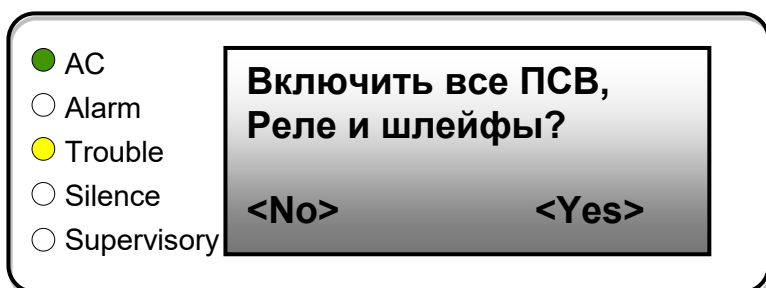 AC
Alarm
Trouble
Silence
Supervisory
Включить все ПСВ,
Реле и шлейфы?
<No> <Yes>